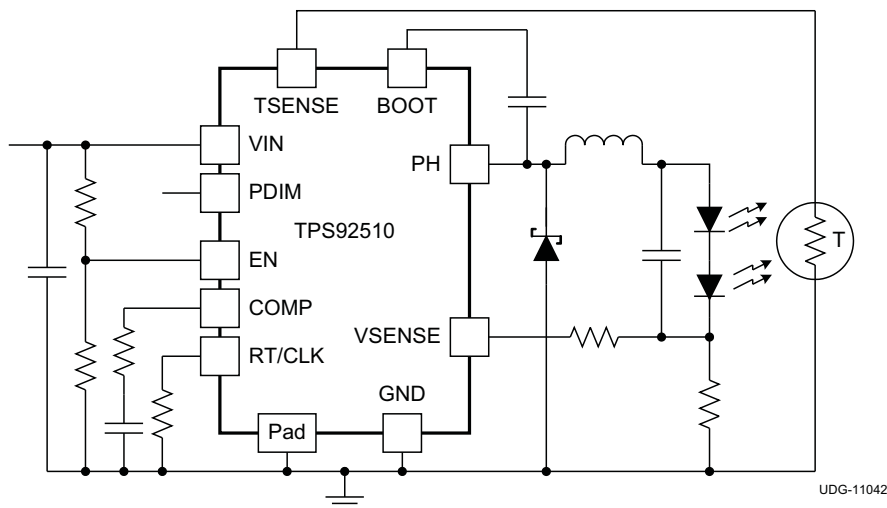 TSENSE
BOOT
VIN
PH
PDIM
TPS92510
T
EN
COMP
VSENSE
RT/CLK
GND
Pad
UDG-11042